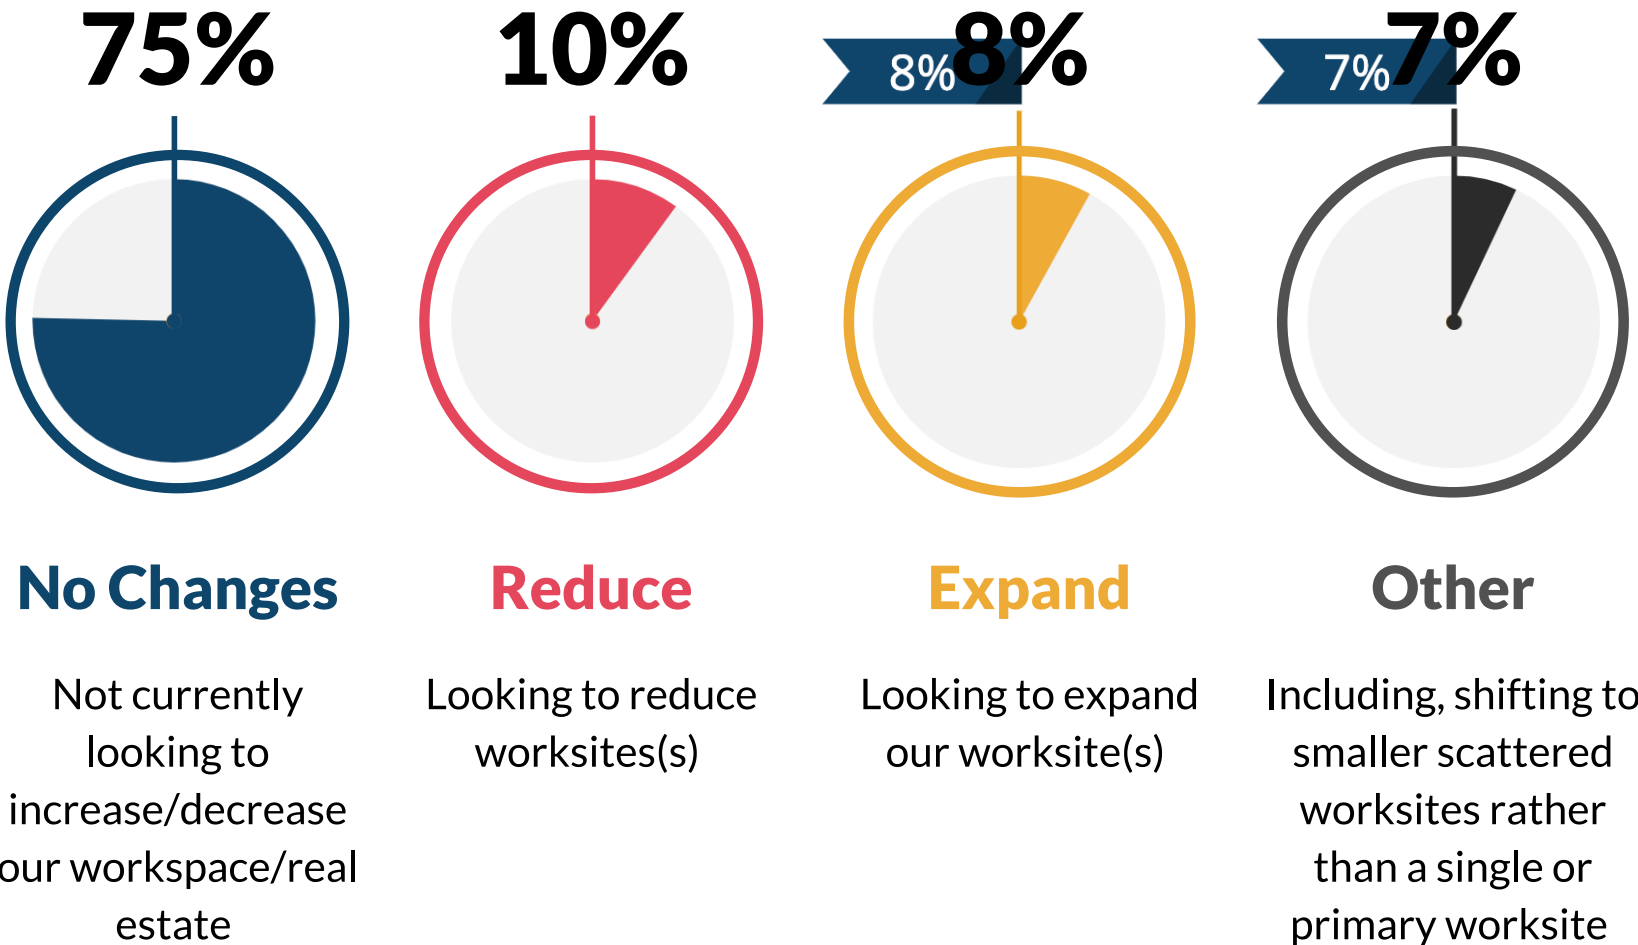 75%
10%
8%
8%
7%
7%
No Changes
Reduce
Expand
Other
Not currently
looking to
increase/decrease
our workspace/real
estate
Looking to reduce
worksites(s)
Looking to expand
our worksite(s)
Including, shifting to
smaller scattered
worksites rather
than a single or
primary worksite